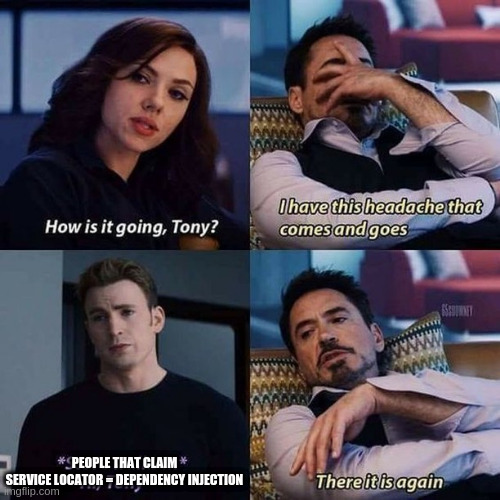 How is it going, Tony?
I have this headache that
comes and goes
*PEOPLE THAT CLAIM*
SERVICE LOCATOR = DEPENDENCY INJECTION
There it is again
imgflip.com